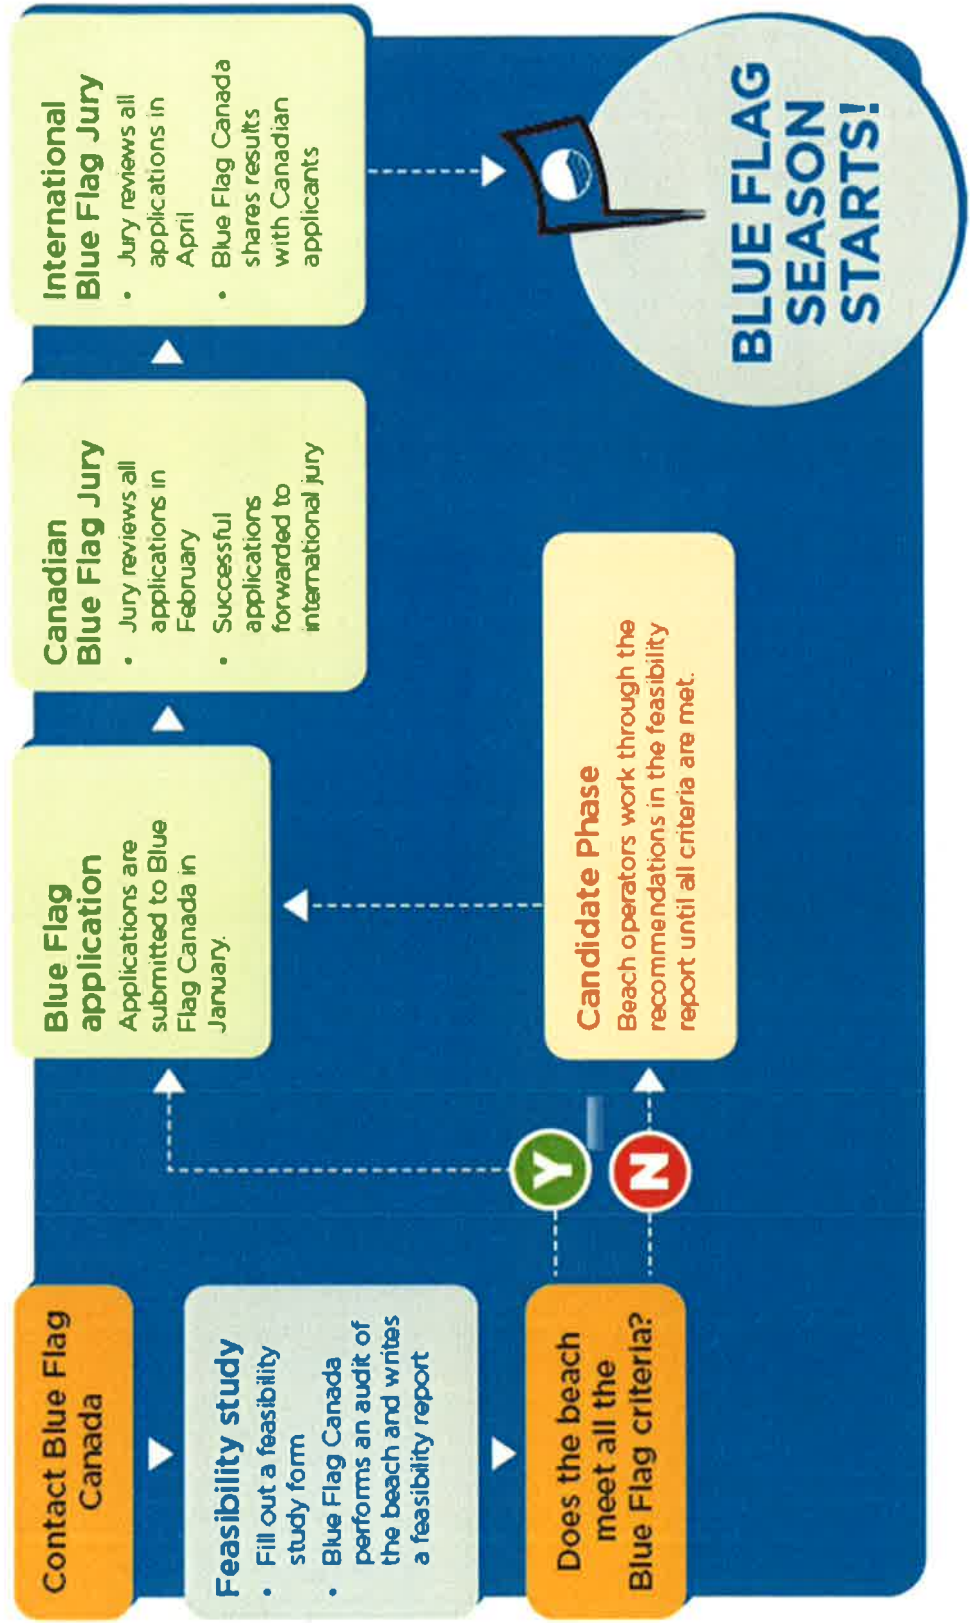 Contact Blue Flag
Canada
Feasibility study
• Fill out a feasibility
study form
• Blue Flag Canada
performs an audit of
the beach and writes
a feasibility report
Does the beach
meet all the
Blue Flag criteria?
Y
N
Blue Flag
application
Applications are
submitted to Blue
Flag Canada in
January.
Candidate Phase
Beach operators work through the
recommendations in the feasibility
report until all criteria are met.
Canadian
Blue Flag Jury
• Jury reviews all
applications in
February
• Successful
applications
forwarded to
international jury
International
Blue Flag Jury
• Jury reviews all
applications in
April
• Blue Flag Canada
shares results
with Canadian
applicants
BLUE FLAG
SEASON
STARTS!